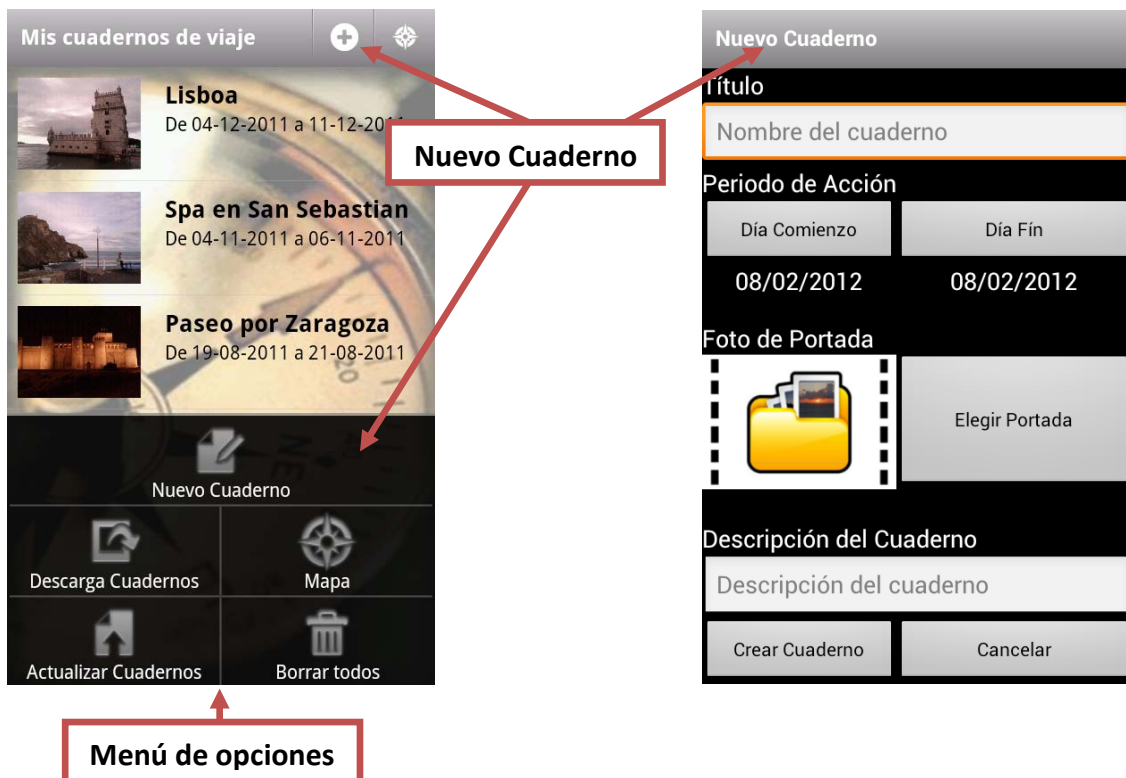 Mis cuadernos de viaje
Lisboa
De 04-12-2011 a 11-12-2011
Spa en San Sebastian
De 04-11-2011 a 06-11-2011
Paseo por Zaragoza
De 19-08-2011 a 21-08-2011
Nuevo Cuaderno
Descarga Cuadernos
Mapa
Actualizar Cuadernos
Borrar todos
Menú de opciones
Nuevo Cuaderno
Nuevo Cuaderno
Título
Nombre del cuaderno
Periodo de Acción
Día Comienzo
Día Fín
08/02/2012
08/02/2012
Foto de Portada
Elegir Portada
Descripción del Cuaderno
Descripción del cuaderno
Crear Cuaderno
Cancelar